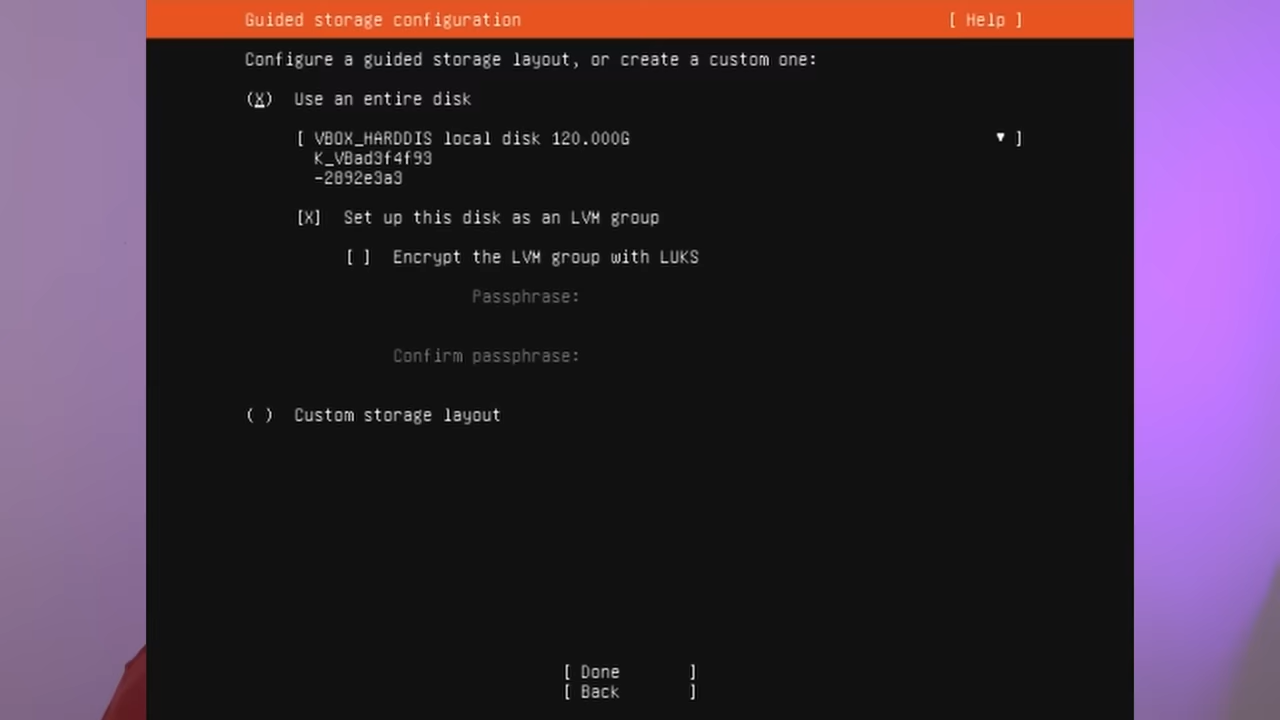 Guided storage configuration [ Help ]
Configure a guided storage layout, or create a custom one:
(X) Use an entire disk
[ VBOX_HARDDIS local disk 120.000G ▼ ]
K_VBad3f4f93
-2892e3a3
[X] Set up this disk as an LVM group
[ ] Encrypt the LVM group with LUKS
Passphrase:
Confirm passphrase:
( ) Custom storage layout
[ Done ]
[ Back ]